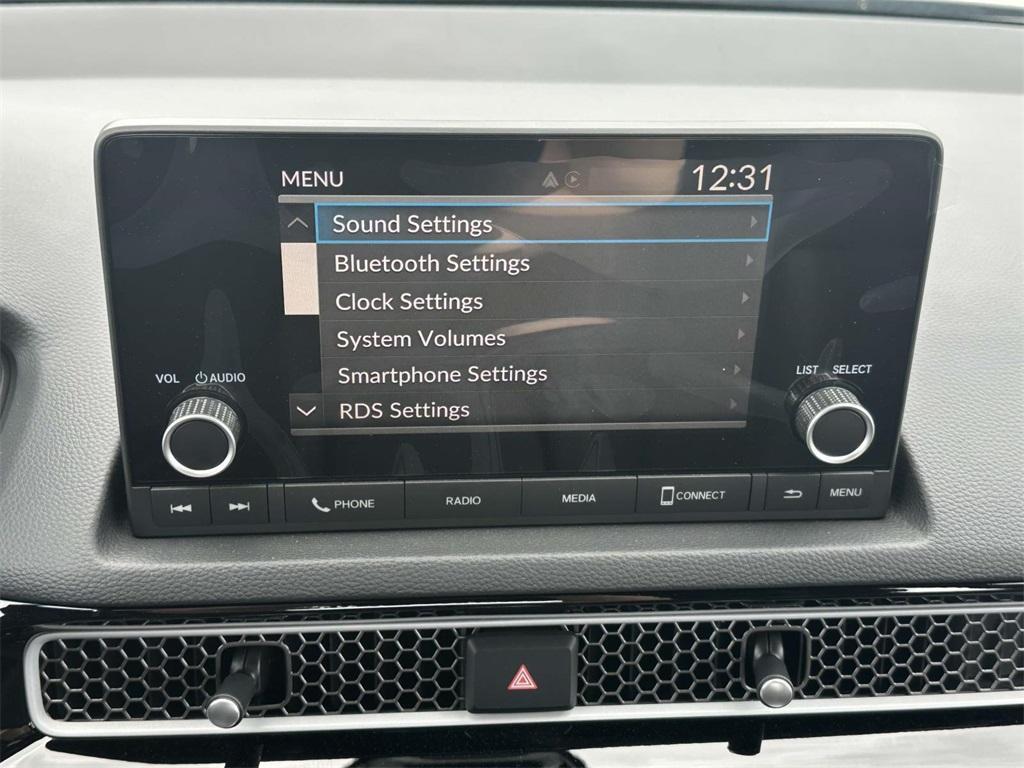 MENU 12:31
Sound Settings
Bluetooth Settings
Clock Settings
System Volumes
Smartphone Settings
RDS Settings
VOL AUDIO
LIST SELECT
PHONE RADIO MEDIA CONNECT MENU